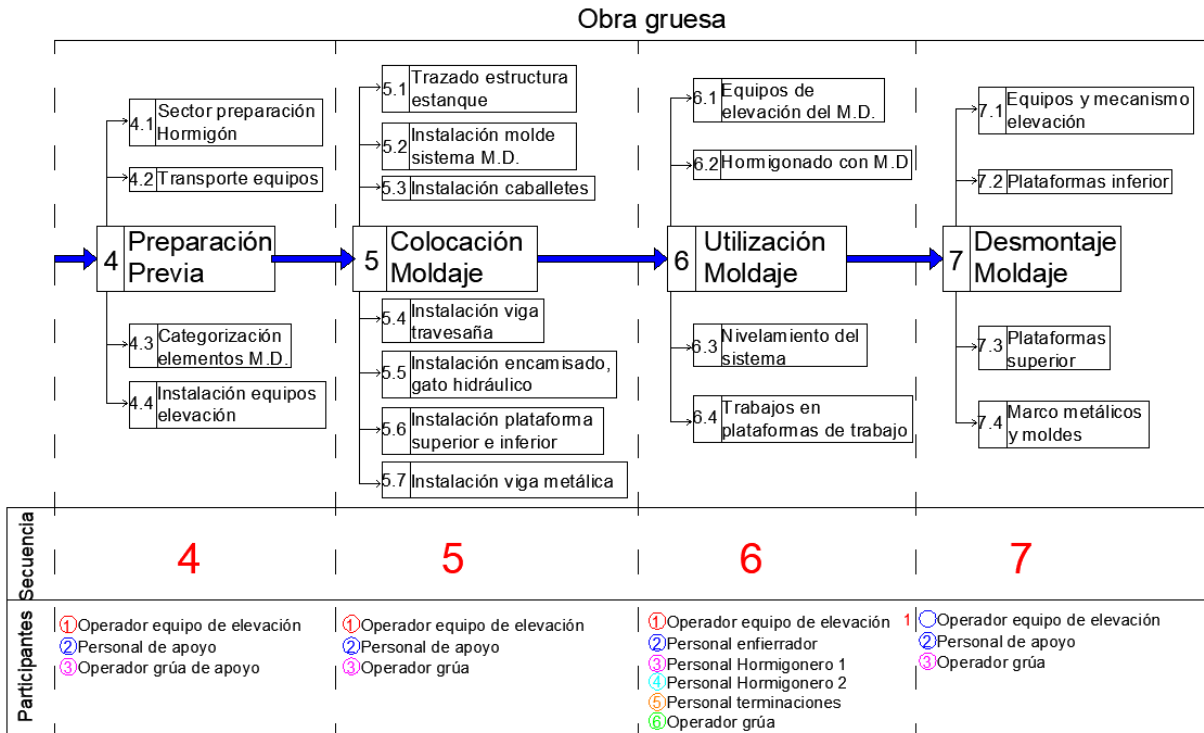 Obra gruesa
4.1 Sector preparación
Hormigón
4.2 Transporte equipos
4 Preparación
Previa
4.3 Categorización
elementos M.D.
4.4 Instalación equipos
elevación
5.1 Trazado estructura
estanque
5.2 Instalación molde
sistema M.D.
5.3 Instalación caballetes
5 Colocación
Moldaje
5.4 Instalación viga
travesaña
5.5 Instalación encamisado,
gato hidráulico
5.6 Instalación plataforma
superior e inferior
5.7 Instalación viga metálica
6.1 Equipos de
elevación del M.D.
6.2 Hormigonado con M.D
6 Utilización
Moldaje
6.3 Nivelamiento del
sistema
6.4 Trabajos en
plataformas de trabajo
7.1 Equipos y mecanismo
elevación
7.2 Plataformas inferior
7 Desmontaje
Moldaje
7.3 Plataformas
superior
7.4 Marco metálicos
y moldes
Secuencia
4
5
6
7
Participantes
1 Operador equipo de elevación
2 Personal de apoyo
3 Operador grúa de apoyo
1 Operador equipo de elevación
2 Personal de apoyo
3 Operador grúa
1 Operador equipo de elevación
2 Personal enfierrador
3 Personal Hormigonero 1
4 Personal Hormigonero 2
5 Personal terminaciones
6 Operador grúa
1 Operador equipo de elevación
2 Personal de apoyo
3 Operador grúa